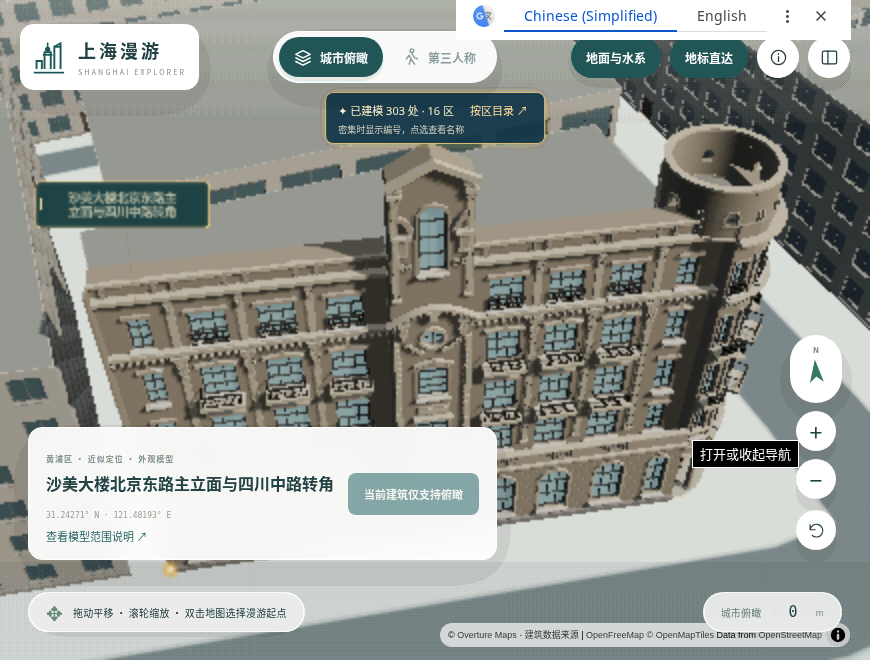 Chinese (Simplified)
English
上海漫游
SHANGHAI EXPLORER
城市俯瞰
第三人称
地面与水系
地标直达
✦ 已建模 303 处 · 16 区 按区目录 ↗
密集时显示编号，点选查看名称
沙美大楼北京东路主
立面与四川中路转角
N
+
打开或收起导航
−
黄浦区 · 近似定位 · 外观模型
沙美大楼北京东路主立面与四川中路转角
当前建筑仅支持俯瞰
31.24271° N · 121.48193° E
查看模型范围说明 ↗
拖动平移 · 滚轮缩放 · 双击地图选择漫游起点
城市俯瞰 0 m
© Overture Maps · 建筑数据来源 | OpenFreeMap © OpenMapTiles Data from OpenStreetMap